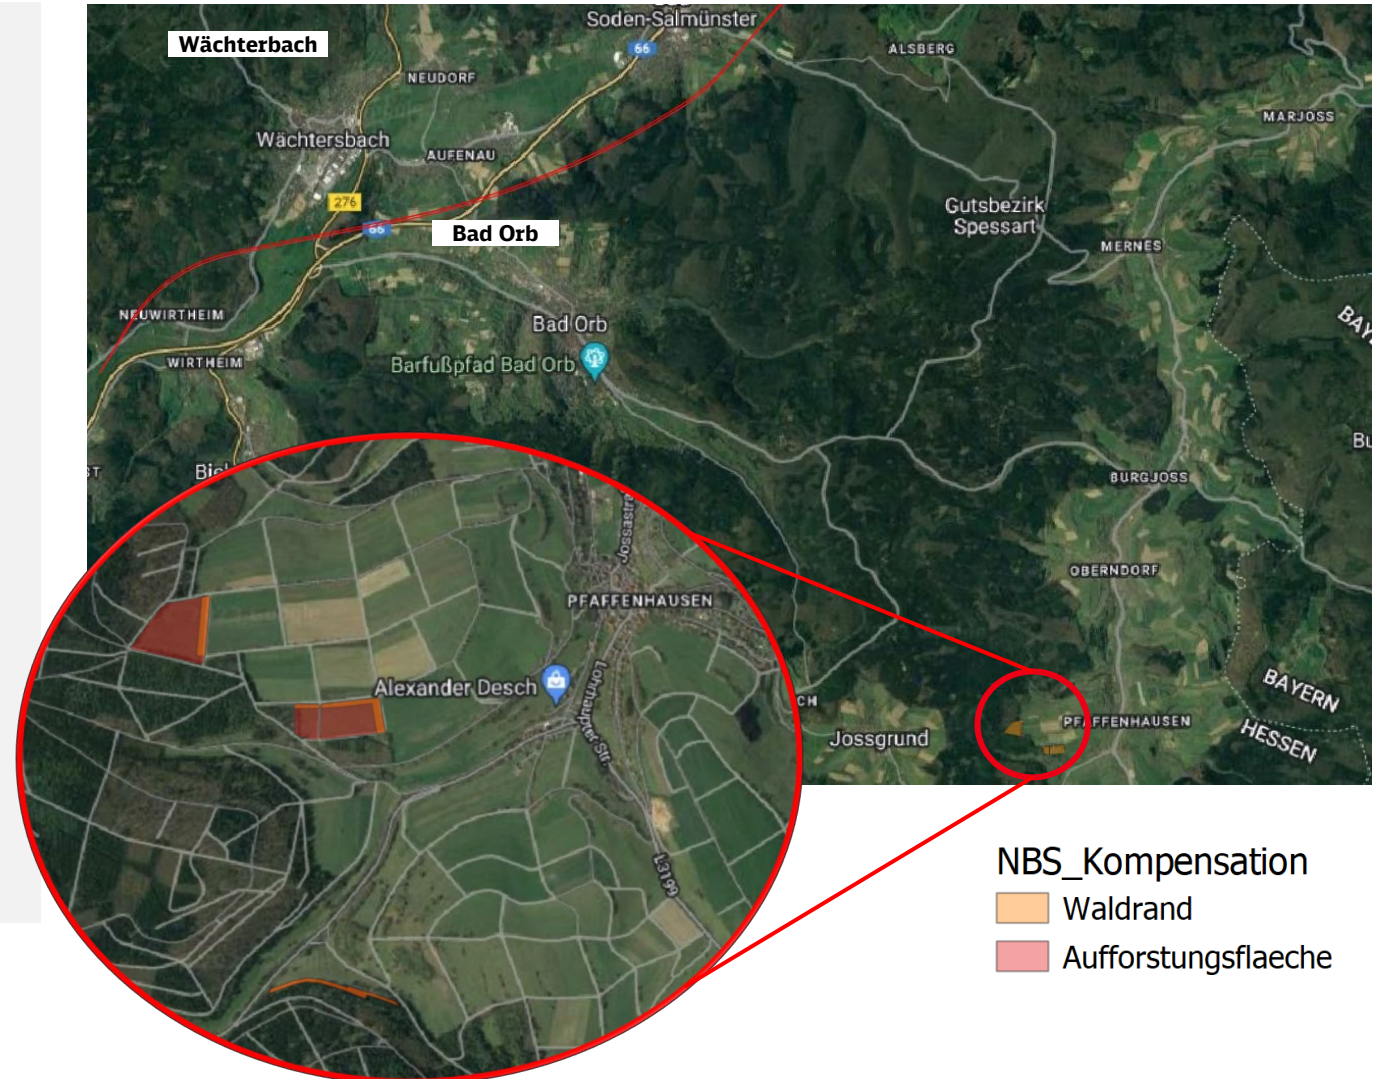 Soden-Salmünster
Wächterbach
66
ALSBERG
NEUDORF
MARJOSS
Wächtersbach
AUFENAU
276
Gutsbezirk
Spessart
66
Bad Orb
MERNES
NEUWIRTHEIM
Bad Orb
WIRTHEIM
Barfußpfad Bad Orb
BURGJOSS
OBERNDORF
Jossastra
PFAFFENHAUSEN
Alexander Desch
Lohrhaupter Str.
CH
BAYERN
PFAFFENHAUSEN
Jossgrund
HESSEN
L3199
NBS_Kompensation
Waldrand
Aufforstungsflaeche